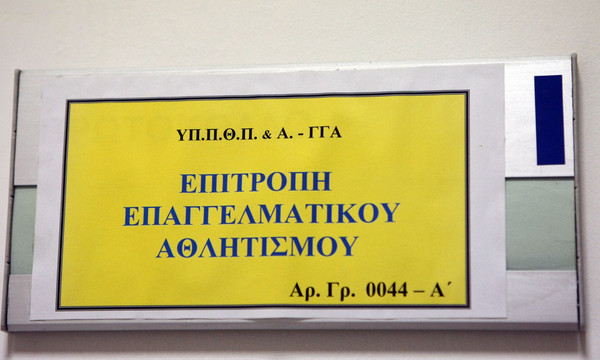 ΥΠ.Π.Θ.Π. & Α. - ΓΓΑ
ΕΠΙΤΡΟΠΗ
ΕΠΑΓΓΕΛΜΑΤΙΚΟΥ
ΑΘΛΗΤΙΣΜΟΥ
Αρ. Γρ. 0044 – Α΄